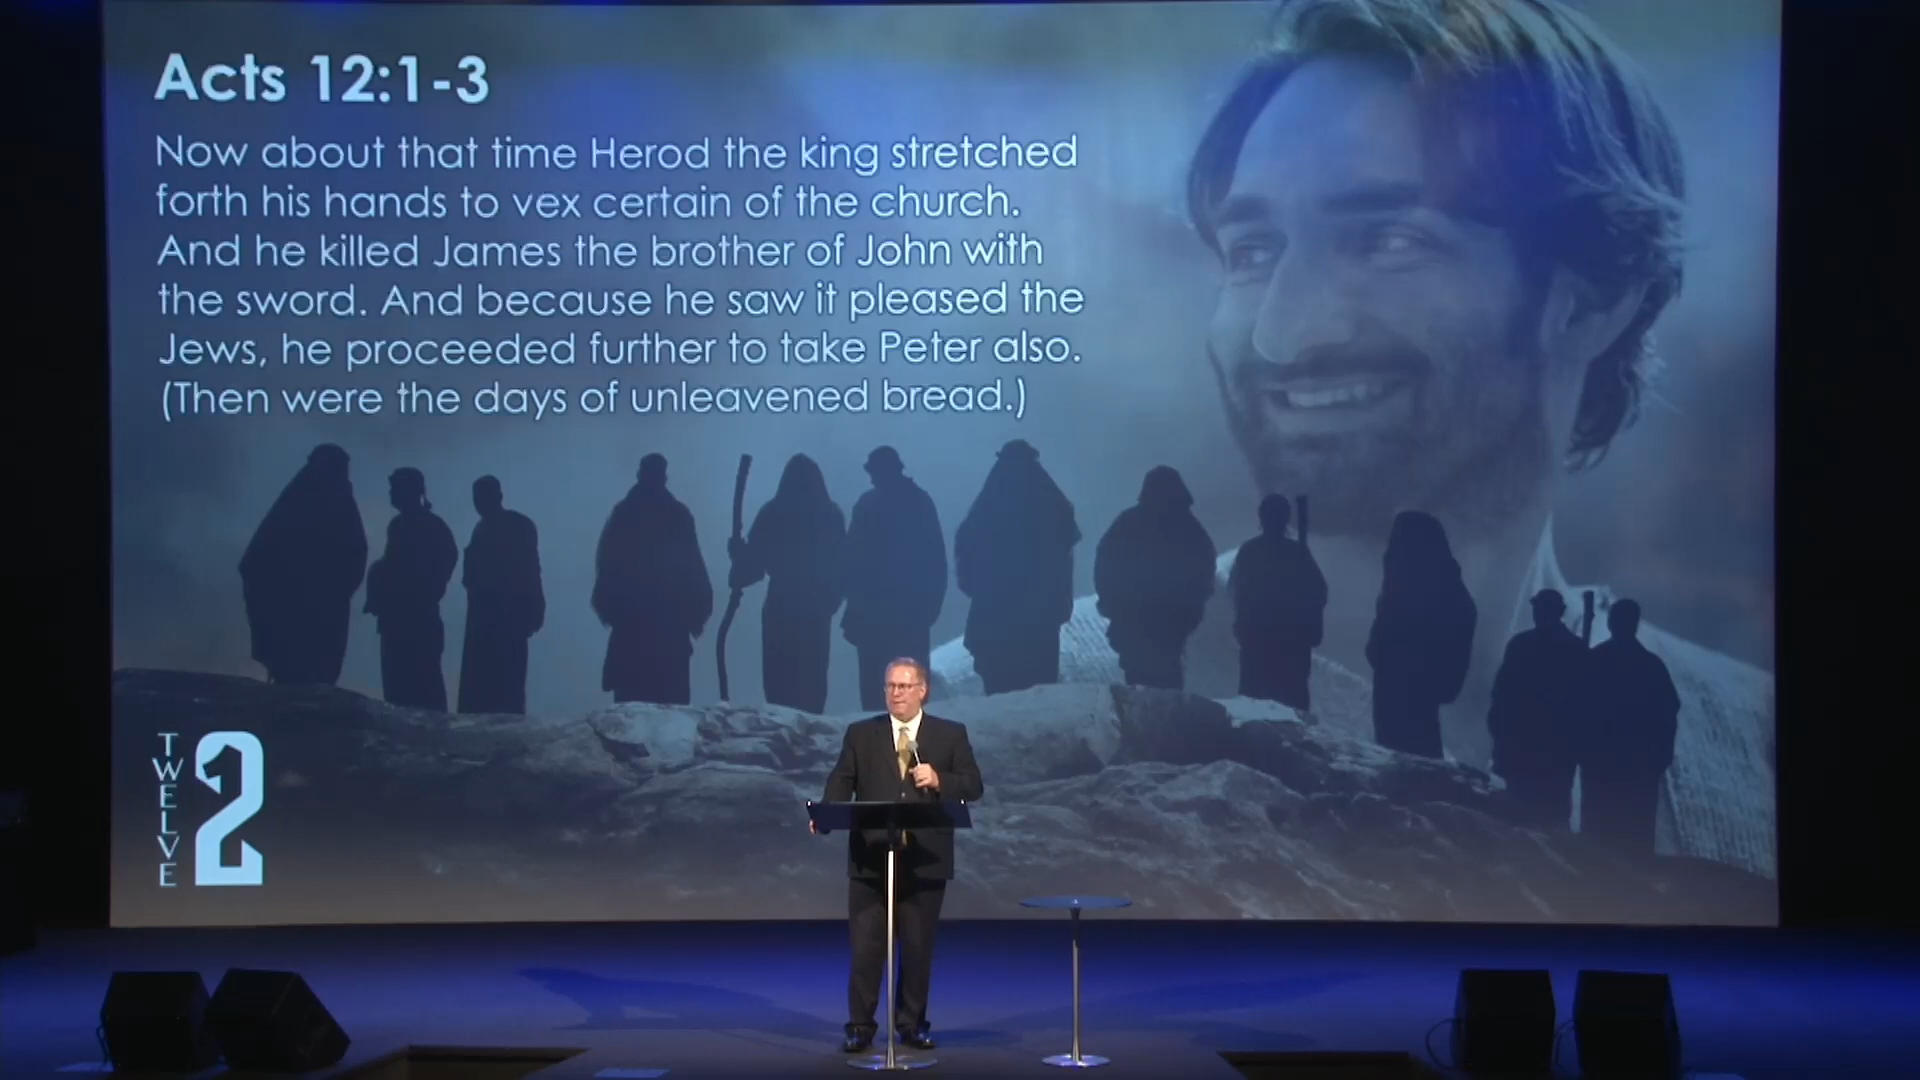 Acts 12:1-3
Now about that time Herod the king stretched
forth his hands to vex certain of the church.
And he killed James the brother of John with
the sword. And because he saw it pleased the
Jews, he proceeded further to take Peter also.
(Then were the days of unleavened bread.)
TWELVE
2